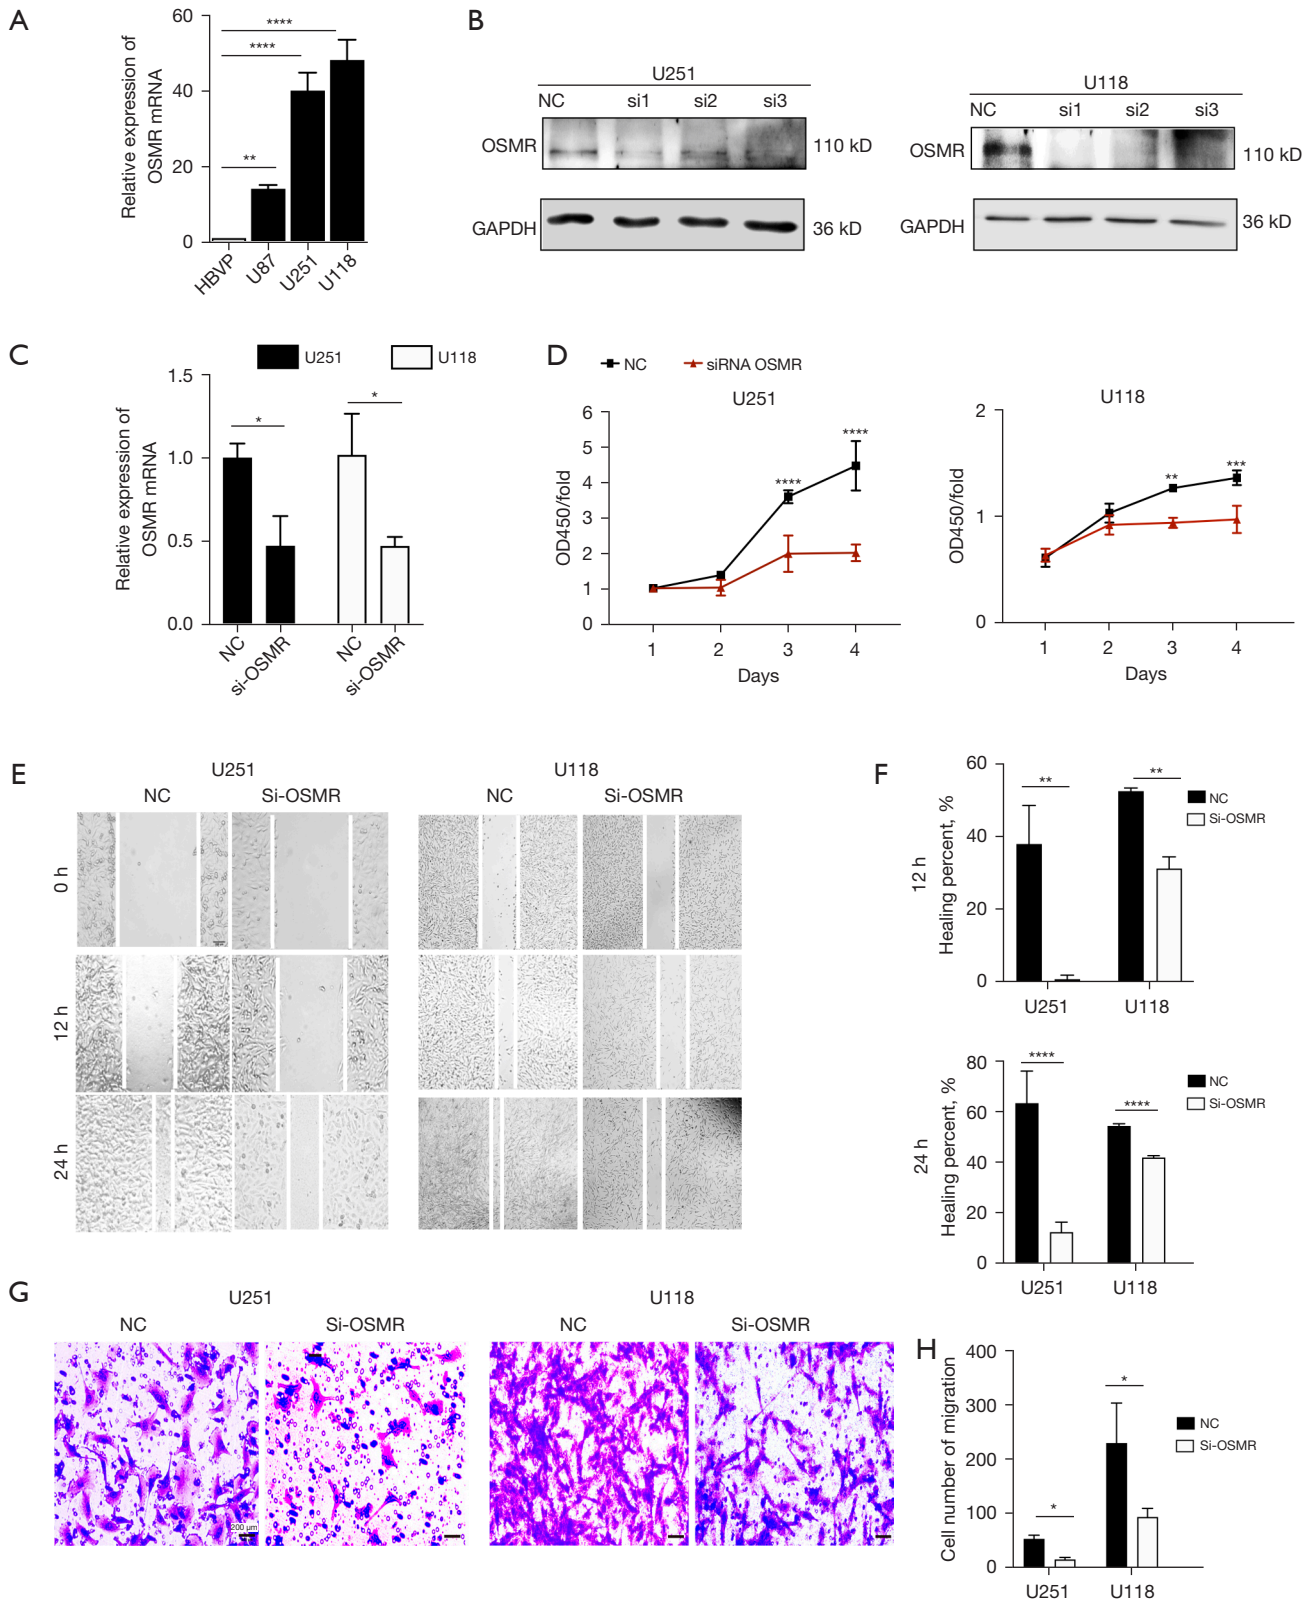 A
Relative expression of
OSMR mRNA
60
40
20
0
****
****
**
HBVP
U87
U251
U118
B
U251
NC
si1
si2
si3
OSMR
110 kD
GAPDH
36 kD
U118
NC
si1
si2
si3
OSMR
110 kD
GAPDH
36 kD
C
U251
U118
Relative expression of
OSMR mRNA
1.5
1.0
0.5
0.0
*
*
NC
si-OSMR
NC
si-OSMR
D
NC
siRNA OSMR
U251
OD450/fold
6
5
4
3
2
1
0
****
****
1
2
3
4
Days
U118
OD450/fold
2
1
0
**
***
1
2
3
4
Days
E
U251
U118
NC
Si-OSMR
NC
Si-OSMR
0 h
12 h
24 h
F
12 h
Healing percent, %
60
40
20
0
**
**
NC
Si-OSMR
U251
U118
24 h
Healing percent, %
80
60
40
20
0
****
****
NC
Si-OSMR
U251
U118
G
U251
U118
NC
Si-OSMR
NC
Si-OSMR
200 µm
H
Cell number of migration
400
300
200
100
0
*
*
NC
Si-OSMR
U251
U118